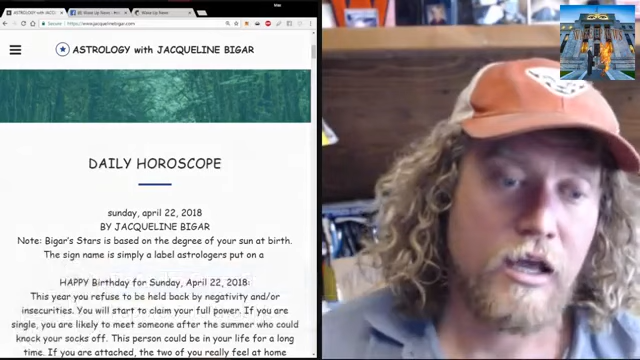 ASTROLOGY with JACQUELINE BIGAR
DAILY HOROSCOPE
sunday, april 22, 2018
BY JACQUELINE BIGAR
Note: Bigar's Stars is based on the degree of your sun at birth.
The sign name is simply a label astrologers put on a
HAPPY Birthday for Sunday, April 22, 2018:
This year you refuse to be held back by negativity and/or
insecurities. You will start to claim your full power. If you are
single, you are likely to meet someone after the summer who could
knock your socks off. This person could be in your life for a long
time. If you are attached, the two of you really feel at home